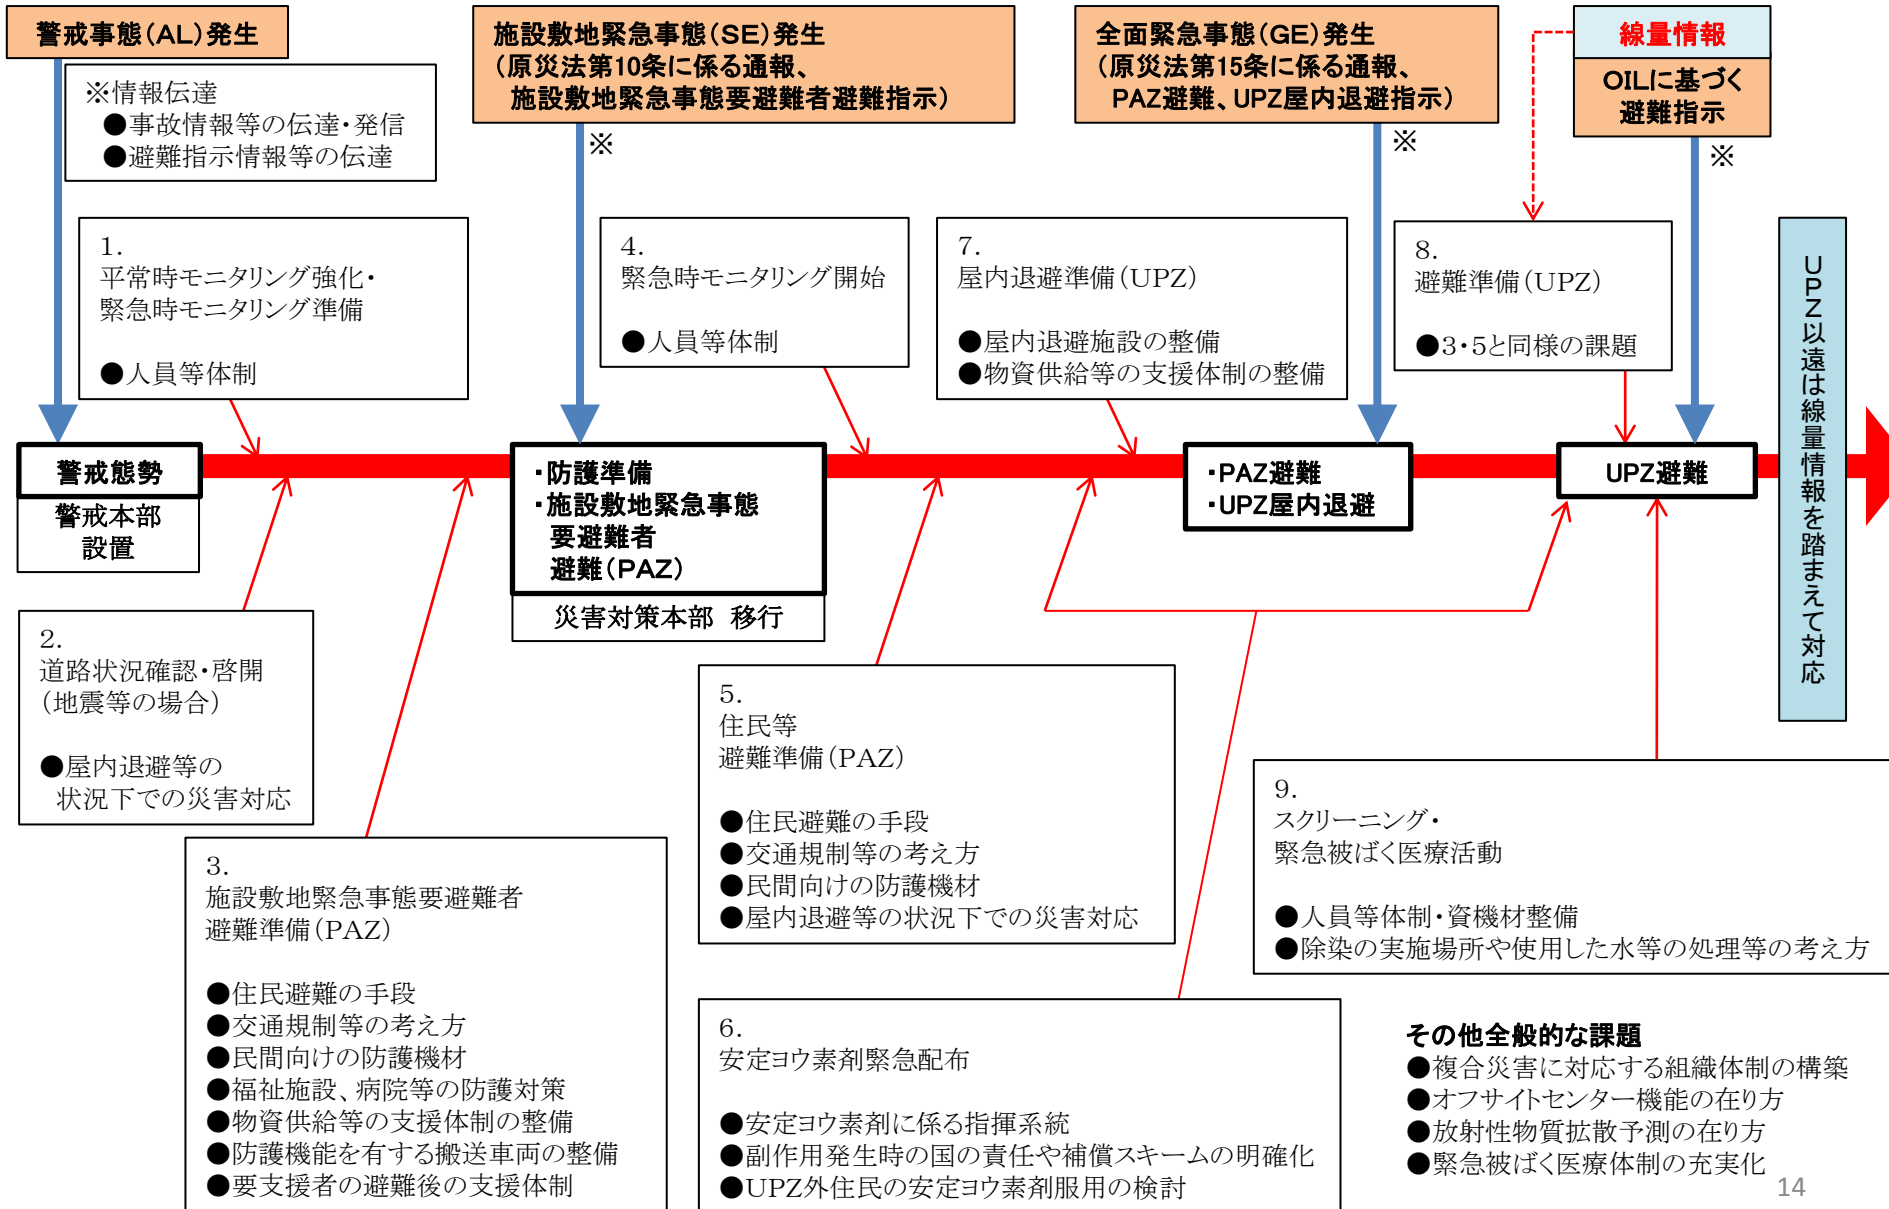 警戒事態(AL)発生
※情報伝達
●事故情報等の伝達・発信
●避難指示情報等の伝達
施設敷地緊急事態(SE)発生
(原災法第10条に係る通報、
施設敷地緊急事態要避難者避難指示)
※
全面緊急事態(GE)発生
(原災法第15条に係る通報、
PAZ避難、UPZ屋内退避指示)
※
線量情報
OILに基づく
避難指示
※
1.
平常時モニタリング強化・
緊急時モニタリング準備
●人員等体制
4.
緊急時モニタリング開始
●人員等体制
7.
屋内退避準備(UPZ)
●屋内退避施設の整備
●物資供給等の支援体制の整備
8.
避難準備(UPZ)
●3・5と同様の課題
UPZ以遠は線量情報を踏まえて対応
警戒態勢
警戒本部
設置
・防護準備
・施設敷地緊急事態
要避難者
避難(PAZ)
災害対策本部 移行
・PAZ避難
・UPZ屋内退避
UPZ避難
2.
道路状況確認・啓開
(地震等の場合)
●屋内退避等の
状況下での災害対応
3.
施設敷地緊急事態要避難者
避難準備(PAZ)
●住民避難の手段
●交通規制等の考え方
●民間向けの防護機材
●福祉施設、病院等の防護対策
●物資供給等の支援体制の整備
●防護機能を有する搬送車両の整備
●要支援者の避難後の支援体制
5.
住民等
避難準備(PAZ)
●住民避難の手段
●交通規制等の考え方
●民間向けの防護機材
●屋内退避等の状況下での災害対応
6.
安定ヨウ素剤緊急配布
●安定ヨウ素剤に係る指揮系統
●副作用発生時の国の責任や補償スキームの明確化
●UPZ外住民の安定ヨウ素剤服用の検討
9.
スクリーニング・
緊急被ばく医療活動
●人員等体制・資機材整備
●除染の実施場所や使用した水等の処理等の考え方
その他全般的な課題
●複合災害に対応する組織体制の構築
●オフサイトセンター機能の在り方
●放射性物質拡散予測の在り方
●緊急被ばく医療体制の充実化
14